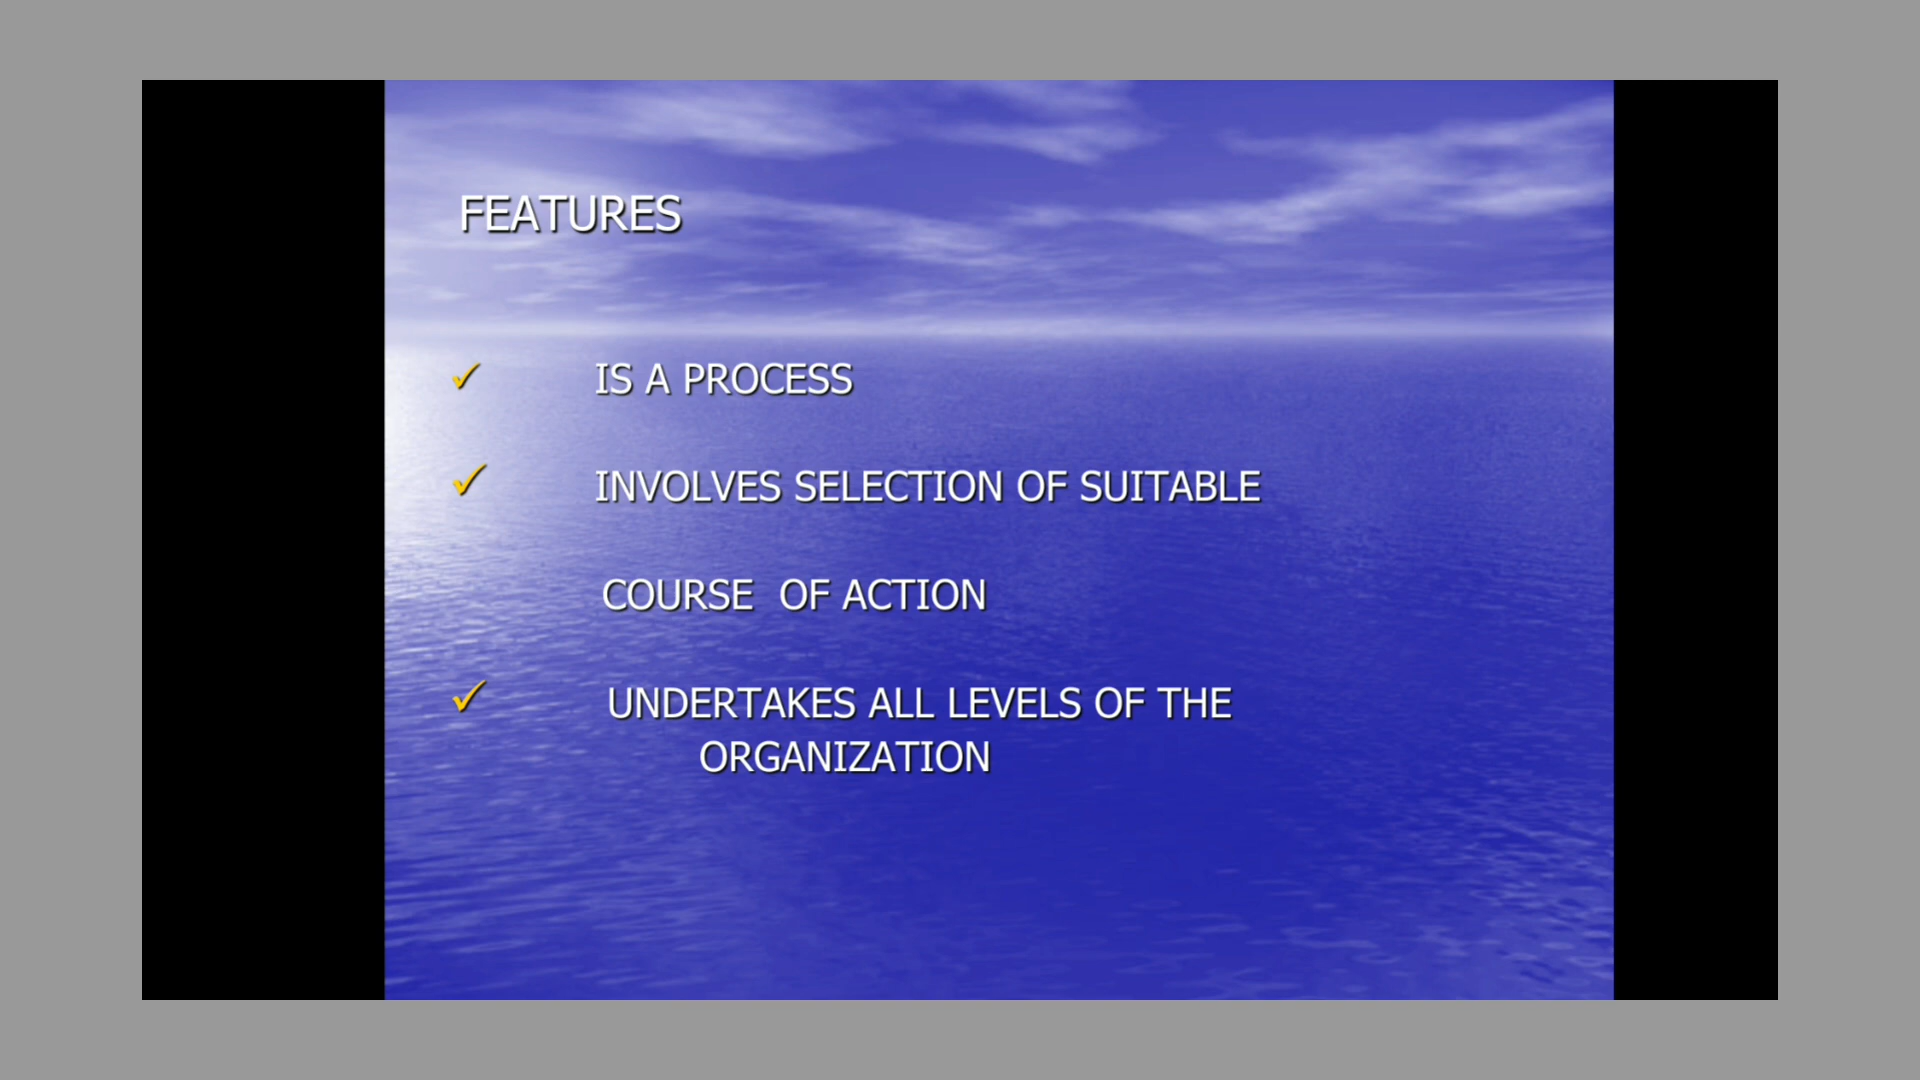 FEATURES
✓ IS A PROCESS
✓ INVOLVES SELECTION OF SUITABLE
COURSE  OF ACTION
✓ UNDERTAKES ALL LEVELS OF THE
ORGANIZATION